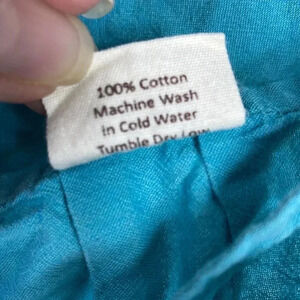 100% Cotton
Machine Wash
in Cold Water
Tumble Dry Low